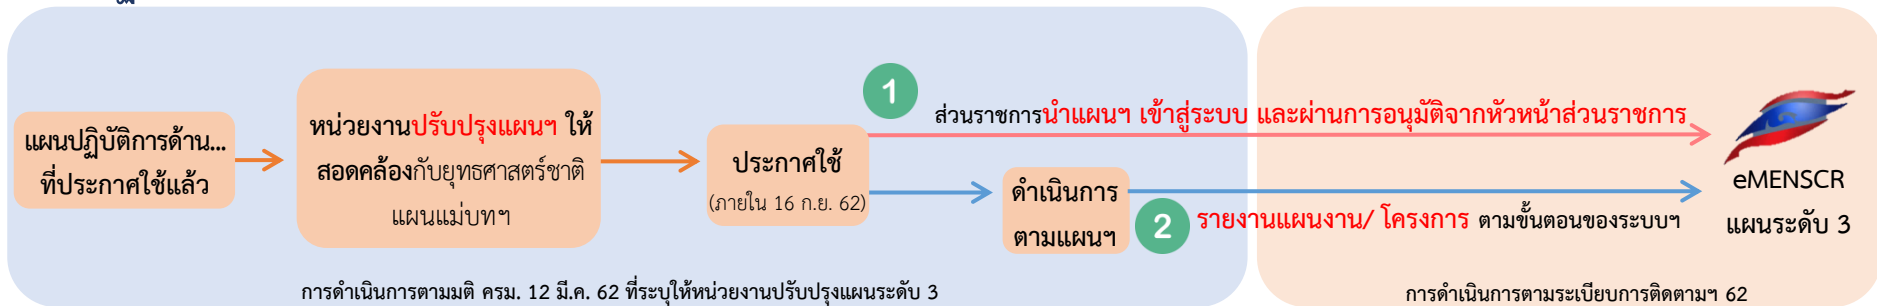 แผนปฏิบัติการด้าน...
ที่ประกาศใช้แล้ว
หน่วยงานปรับปรุงแผนฯ ให้
สอดคล้องกับยุทธศาสตร์ชาติ
แผนแม่บทฯ
ประกาศใช้
(ภายใน 16 ก.ย. 62)
1
ส่วนราชการนำแผนฯ เข้าสู่ระบบ และผ่านการอนุมัติจากหัวหน้าส่วนราชการ
ดำเนินการ
ตามแผนฯ
2
รายงานแผนงาน/ โครงการ ตามขั้นตอนของระบบฯ
eMENSCR
แผนระดับ 3
การดำเนินการตามมติ ครม. 12 มี.ค. 62 ที่ระบุให้หน่วยงานปรับปรุงแผนระดับ 3
การดำเนินการตามระเบียบการติดตามฯ 62